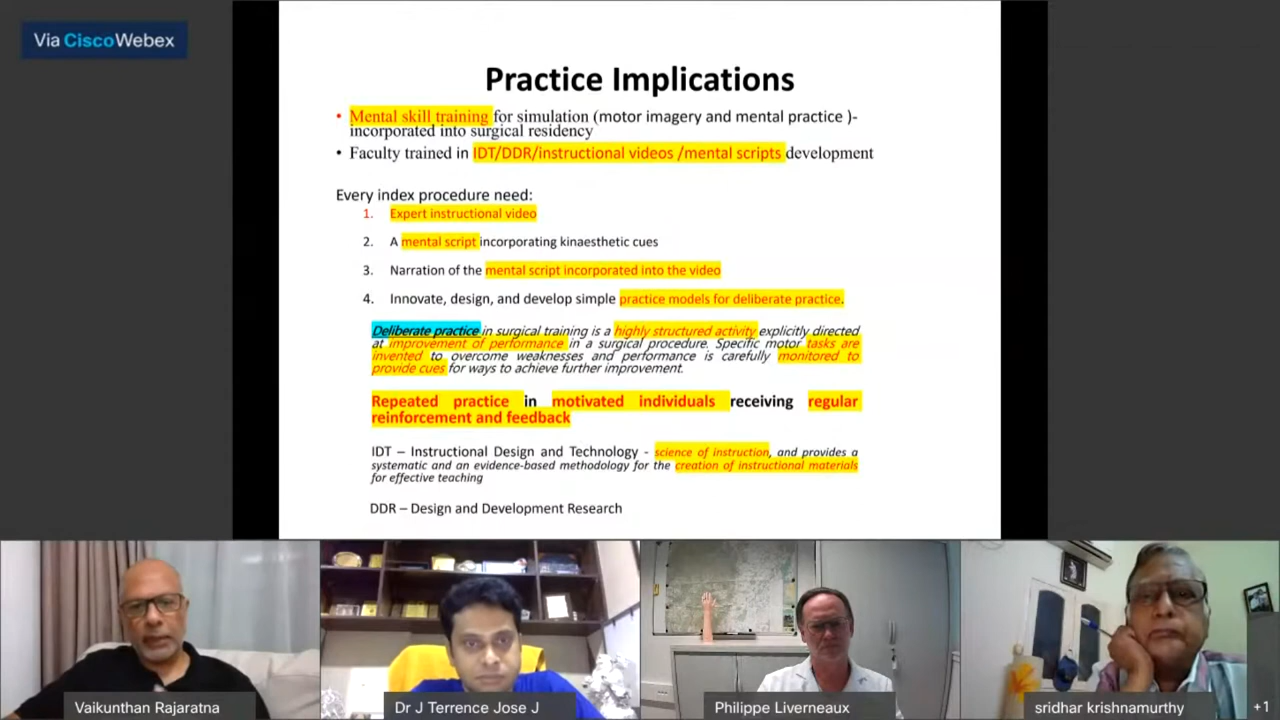 Via CiscoWebex
Practice Implications
• Mental skill training for simulation (motor imagery and mental practice )-
incorporated into surgical residency
• Faculty trained in IDT/DDR/instructional videos /mental scripts development
Every index procedure need:
1. Expert instructional video
2. A mental script incorporating kinaesthetic cues
3. Narration of the mental script incorporated into the video
4. Innovate, design, and develop simple practice models for deliberate practice.
Deliberate practice in surgical training is a highly structured activity explicitly directed
at improvement of performance in a surgical procedure. Specific motor tasks are
invented to overcome weaknesses and performance is carefully monitored to
provide cues for ways to achieve further improvement.
Repeated practice in motivated individuals receiving regular
reinforcement and feedback
IDT – Instructional Design and Technology - science of instruction, and provides a
systematic and an evidence-based methodology for the creation of instructional materials
for effective teaching
DDR – Design and Development Research
Vaikunthan Rajaratna
Dr J Terrence Jose J
Philippe Liverneaux
sridhar krishnamurthy
+1